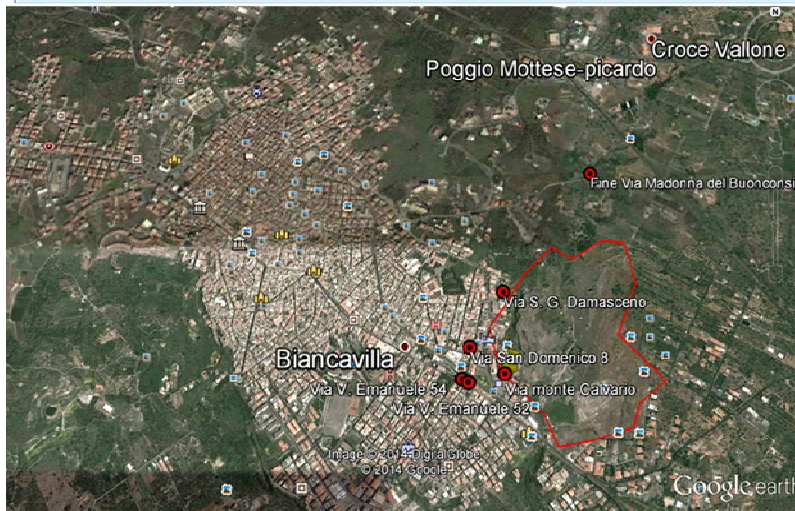 Croce Vallone
Poggio Mottese-picardo
Fine Via Madonna del Buonconsi
Via S. G. Damasceno
Biancavilla
Via San Domenico 8
Via V. Emanuele 54
Via monte Calvario
Via V. Emanuele 52
Image © 2014 DigitalGlobe
© 2014 Google
Google earth